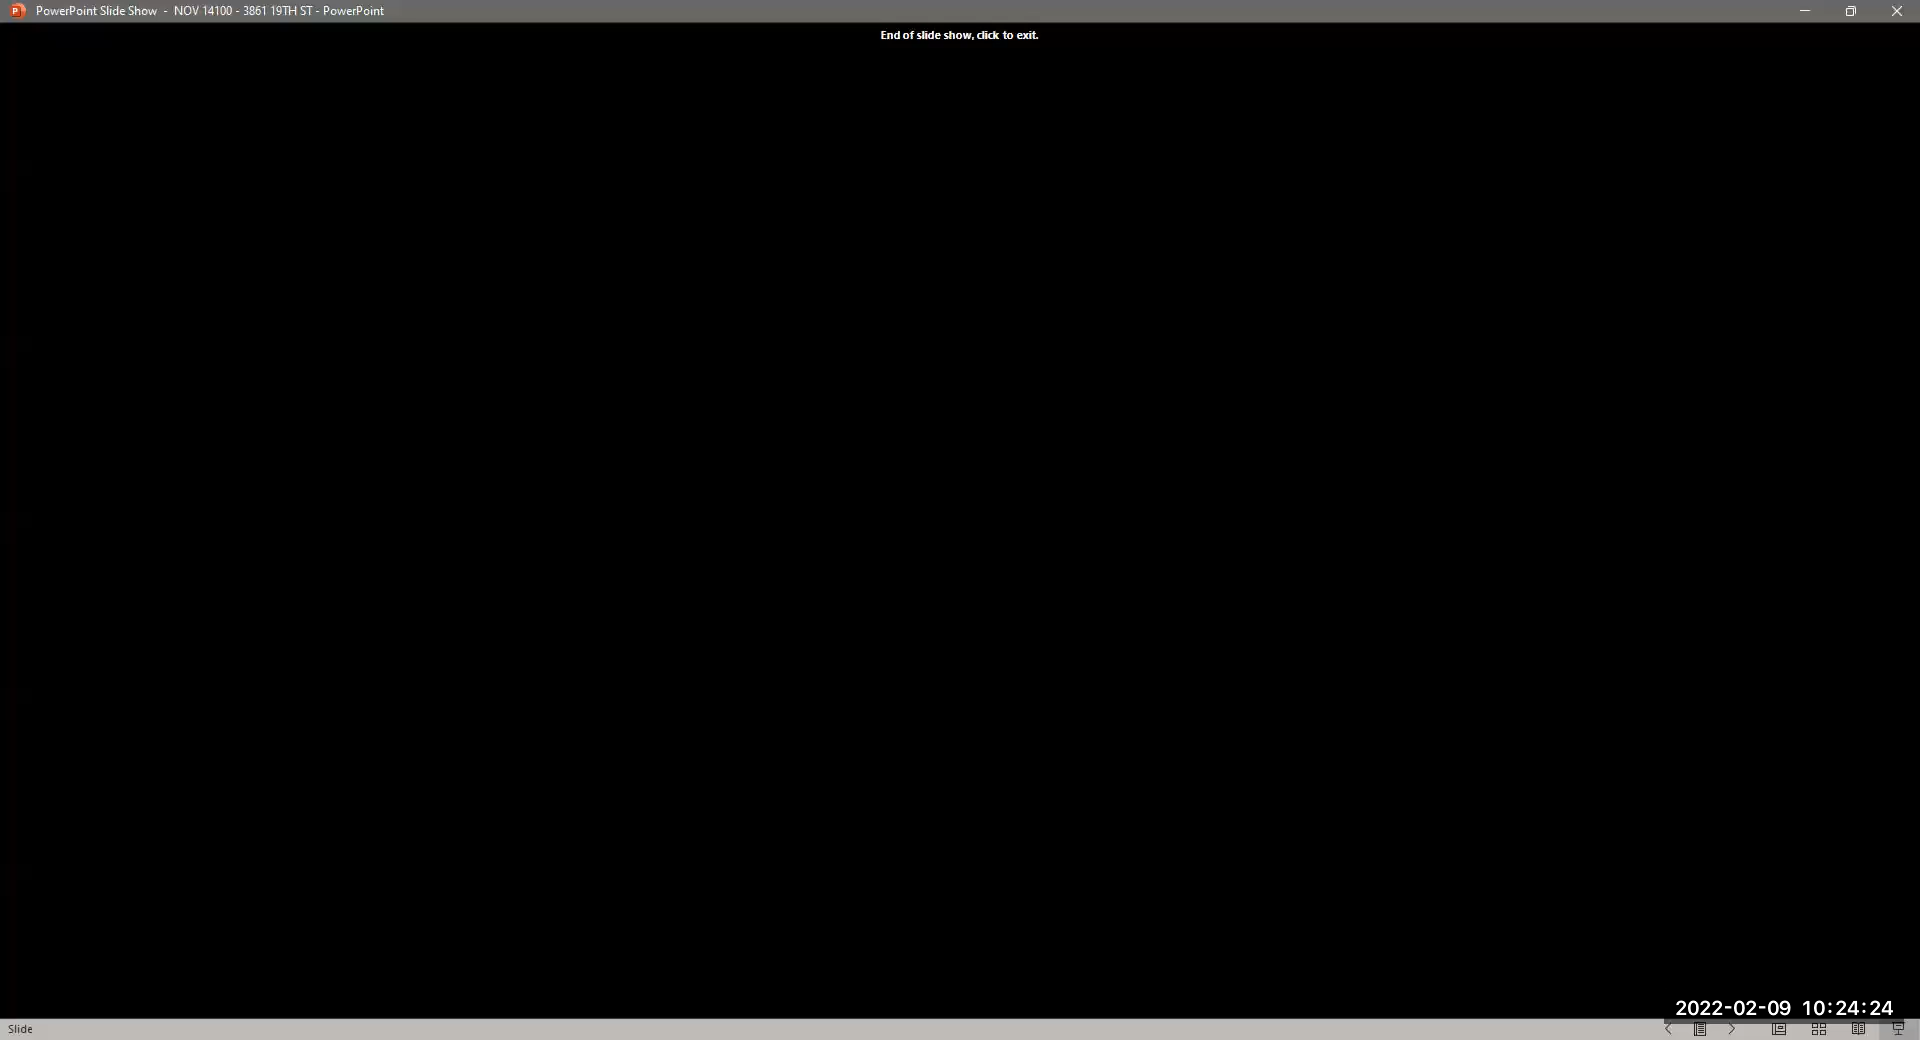 PowerPoint Slide Show - NOV 14100 - 3861 19TH ST - PowerPoint
End of slide show, click to exit.
2022-02-09 10:24:24
Slide